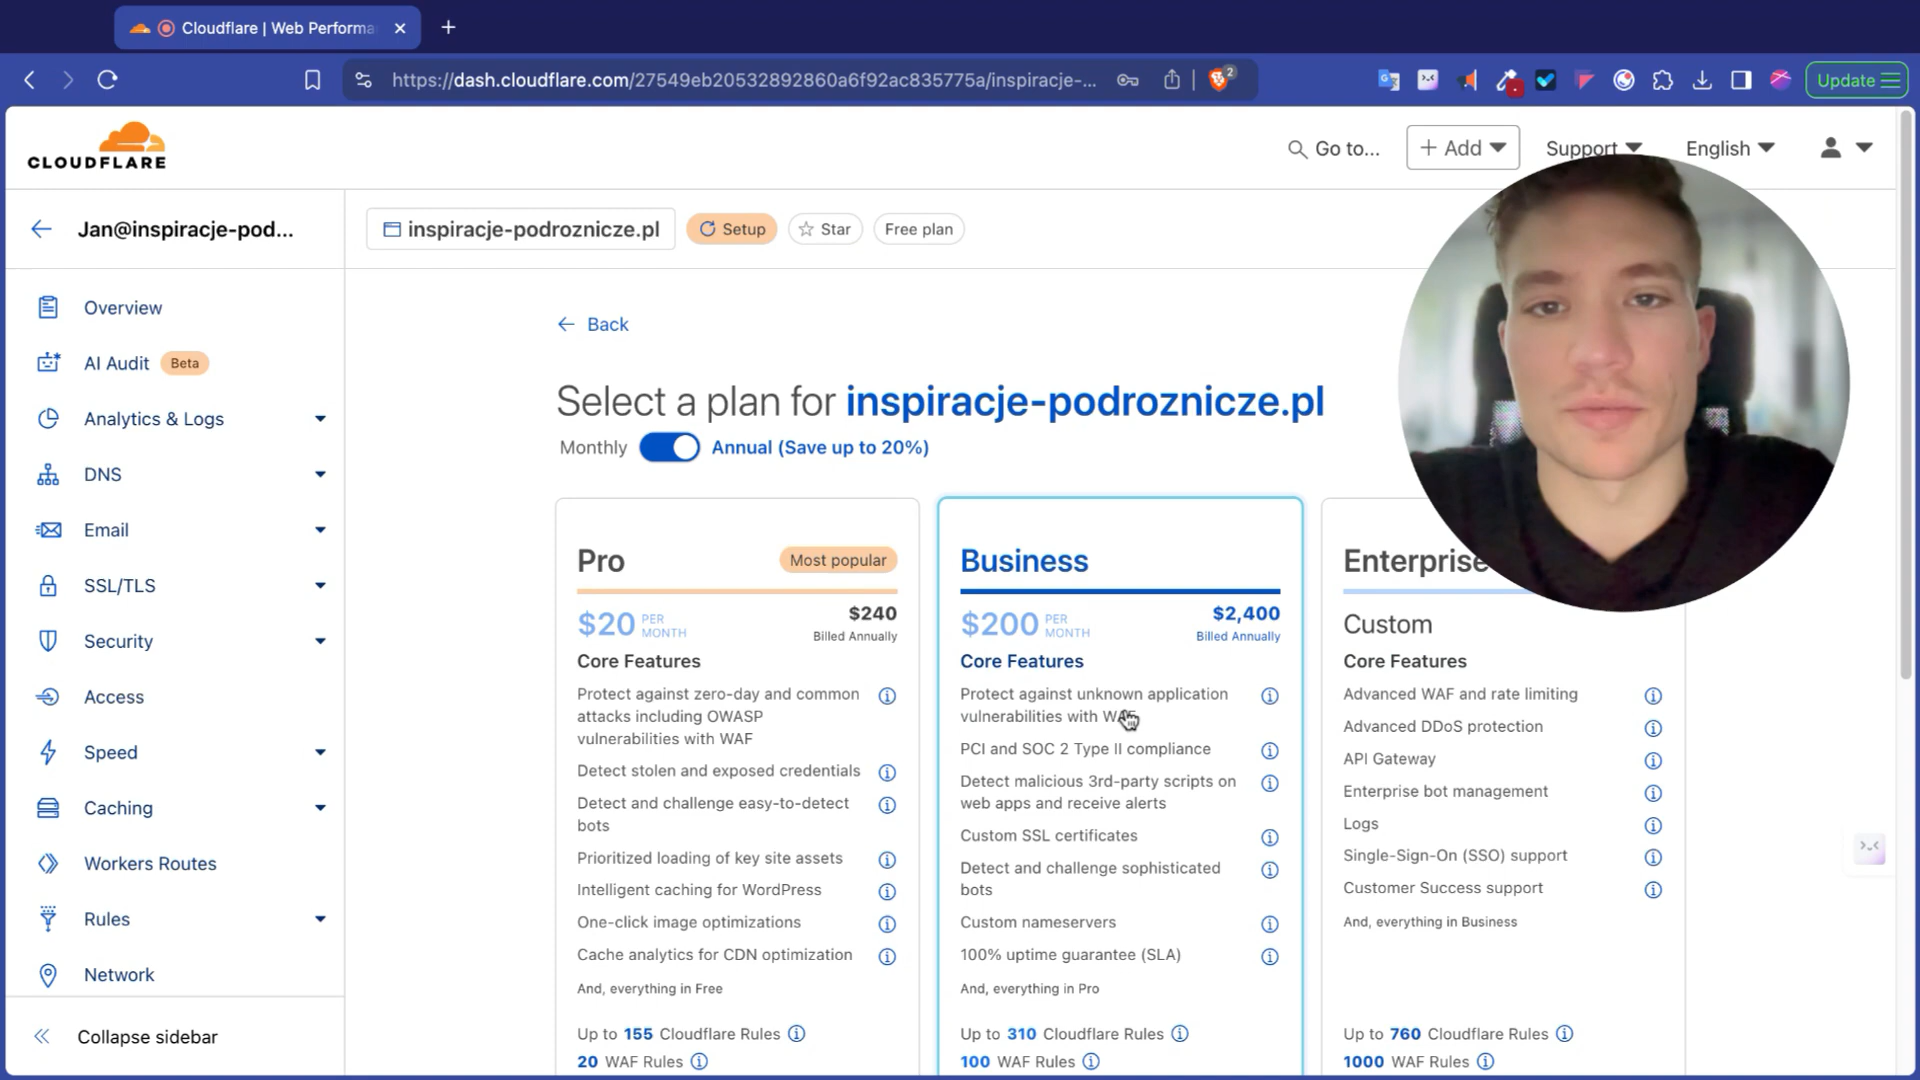 Cloudflare | Web Performa
https://dash.cloudflare.com/27549eb20532892860a6f92ac835775a/inspiracje-...
2
Update
CLOUDFLARE
Go to...
+ Add
Support
English
Jan@inspiracje-pod...
inspiracje-podroznicze.pl
Setup
Star
Free plan
Overview
AI Audit Beta
Analytics & Logs
DNS
Email
SSL/TLS
Security
Access
Speed
Caching
Workers Routes
Rules
Network
Collapse sidebar
Back
Select a plan for inspiracje-podroznicze.pl
Monthly
Annual (Save up to 20%)
Pro
Most popular
$20 PER MONTH
$240
Billed Annually
Core Features
Protect against zero-day and common
attacks including OWASP
vulnerabilities with WAF
Detect stolen and exposed credentials
Detect and challenge easy-to-detect
bots
Prioritized loading of key site assets
Intelligent caching for WordPress
One-click image optimizations
Cache analytics for CDN optimization
And, everything in Free
Up to 155 Cloudflare Rules
20 WAF Rules
Business
$200 PER MONTH
$2,400
Billed Annually
Core Features
Protect against unknown application
vulnerabilities with WAF
PCI and SOC 2 Type II compliance
Detect malicious 3rd-party scripts on
web apps and receive alerts
Custom SSL certificates
Detect and challenge sophisticated
bots
Custom nameservers
100% uptime guarantee (SLA)
And, everything in Pro
Up to 310 Cloudflare Rules
100 WAF Rules
Enterprise
Custom
Core Features
Advanced WAF and rate limiting
Advanced DDoS protection
API Gateway
Enterprise bot management
Logs
Single-Sign-On (SSO) support
Customer Success support
And, everything in Business
Up to 760 Cloudflare Rules
1000 WAF Rules